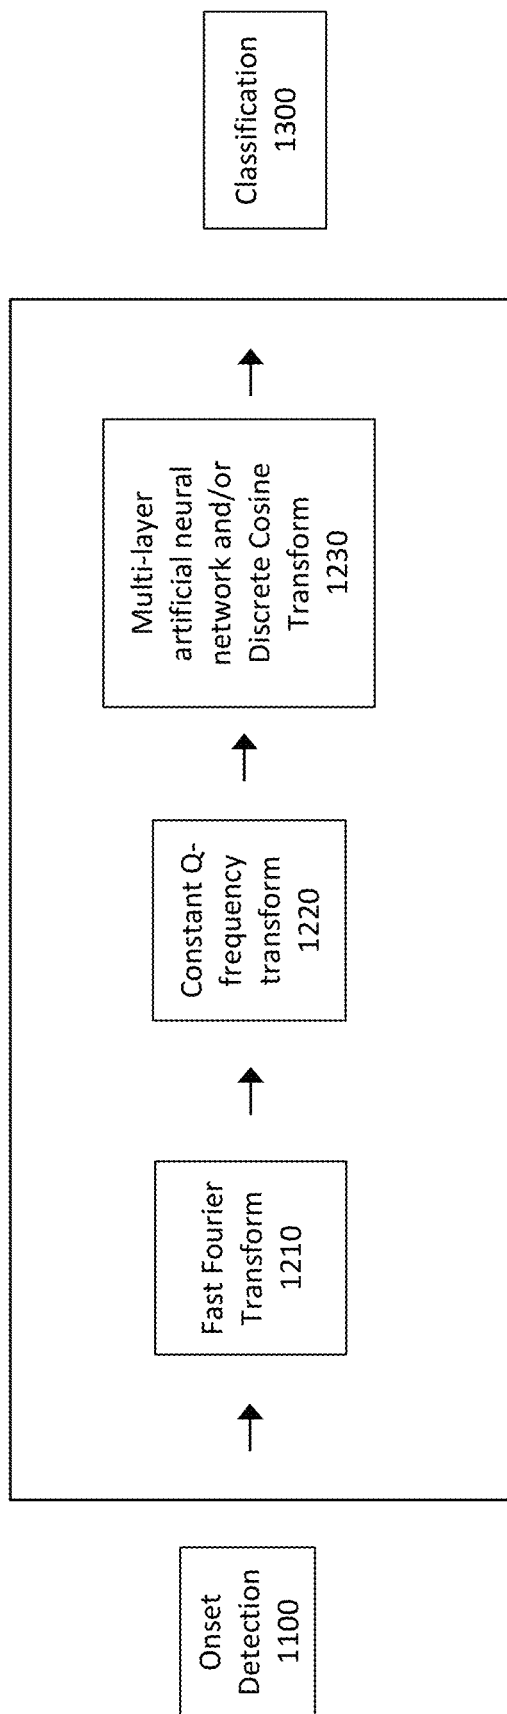 Onset
Detection
1100
Fast Fourier
Transform
1210
Constant Q-
frequency
transform
1220
Multi-layer
artificial neural
network and/or
Discrete Cosine
Transform
1230
Classification
1300